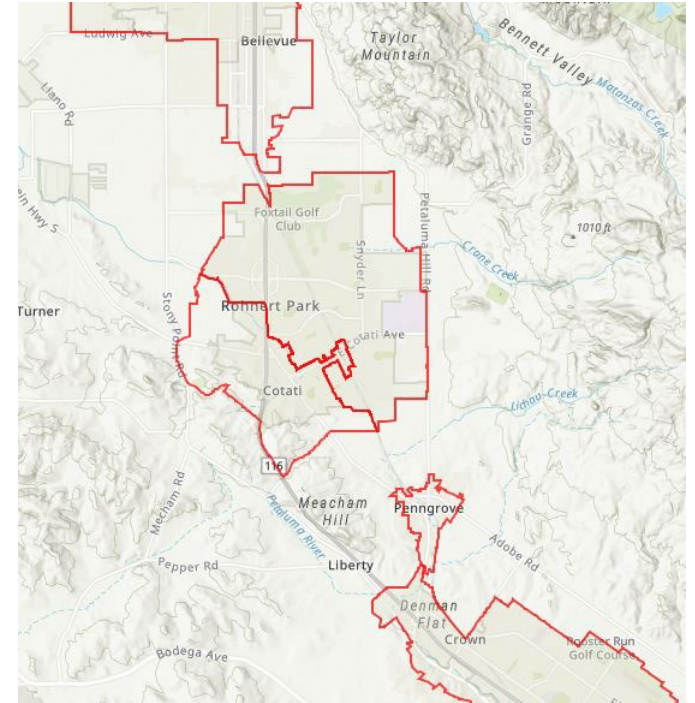 Ludwig Ave
Bellevue
Taylor
Mountain
Bennett Valley
Matanzas Creek
Llano Rd
Grange Rd
Hwy S
Foxtail Golf
Club
Petaluma Hill Rd
1010 ft
Snyder Ln
Crane Creek
Turner
Stony Point Rd
Rohnert Park
E Cotati Ave
Cotati
Lichau Creek
116
Mecham Rd
Meacham
Hill
Penngrove
Petaluma River
Adobe Rd
Pepper Rd
Liberty
Denman
Flat
Crown
Rooster Run
Golf Course
Bodega Ave